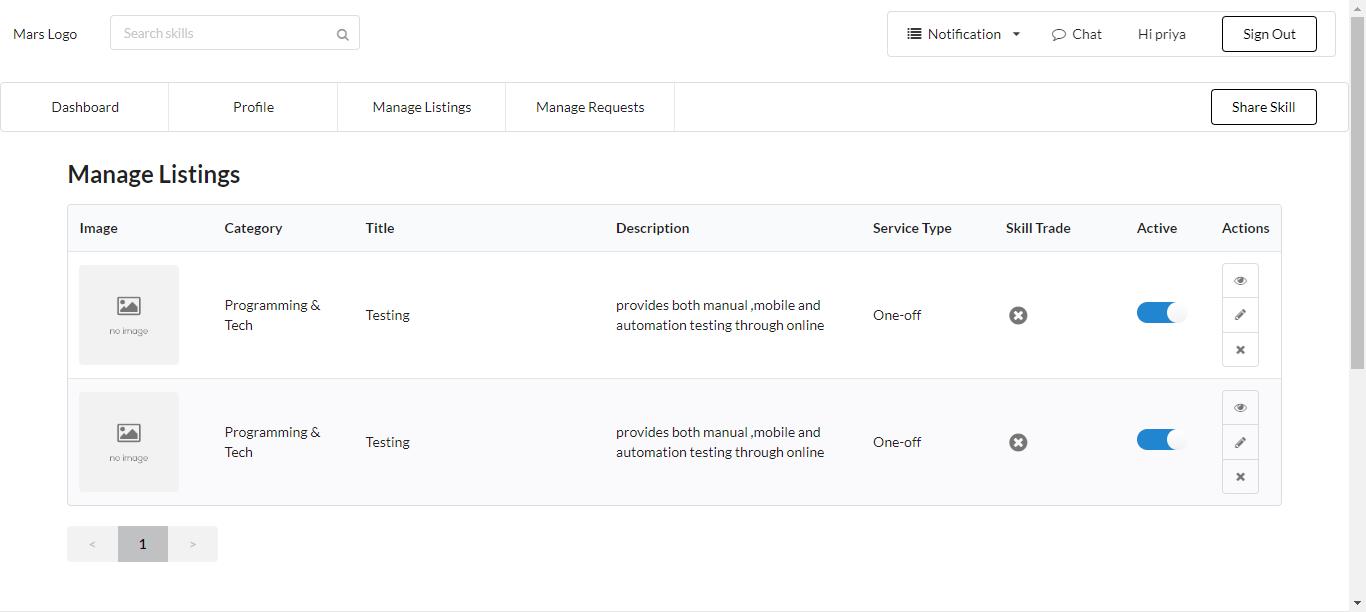 Mars Logo
Search skills
Notification
Chat
Hi priya
Sign Out
Dashboard
Profile
Manage Listings
Manage Requests
Share Skill
Manage Listings
Image Category Title Description Service Type Skill Trade Active Actions
no image
Programming &
Tech
Testing
provides both manual ,mobile and
automation testing through online
One-off
no image
Programming &
Tech
Testing
provides both manual ,mobile and
automation testing through online
One-off
< 1 >